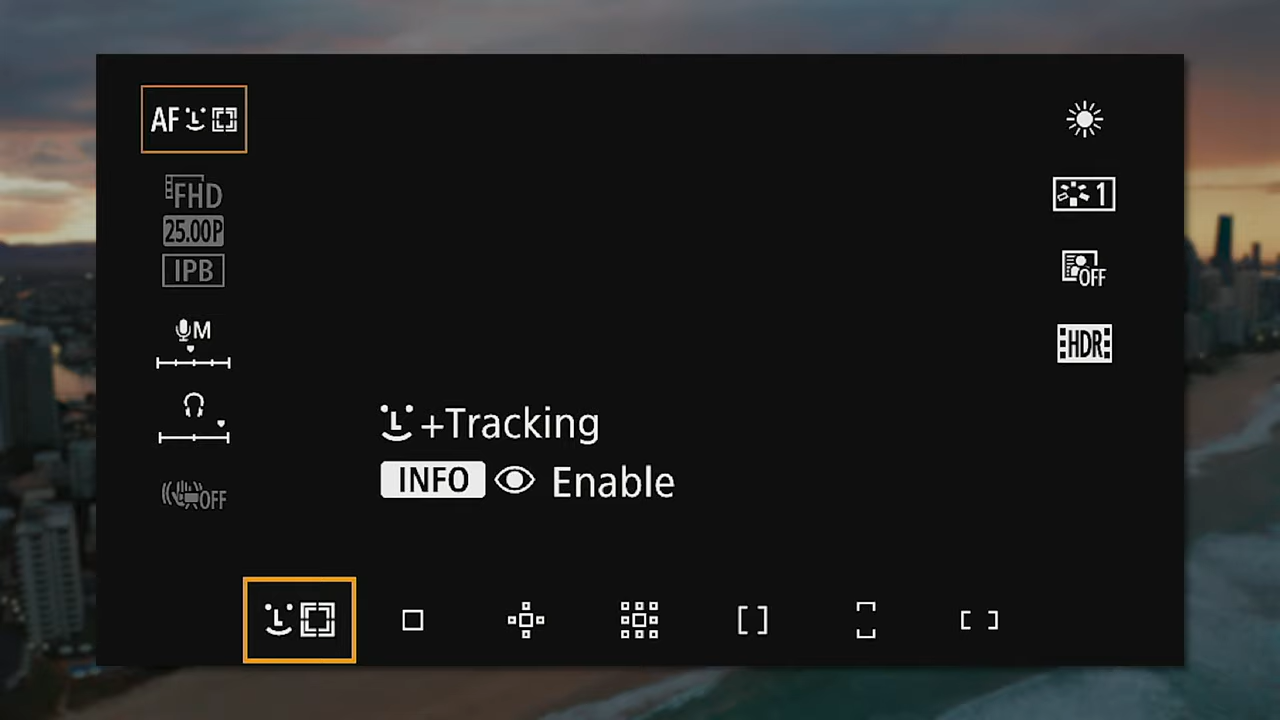 AF
FHD
25.00P
IPB
M
OFF
1
OFF
HDR
+Tracking
INFO Enable